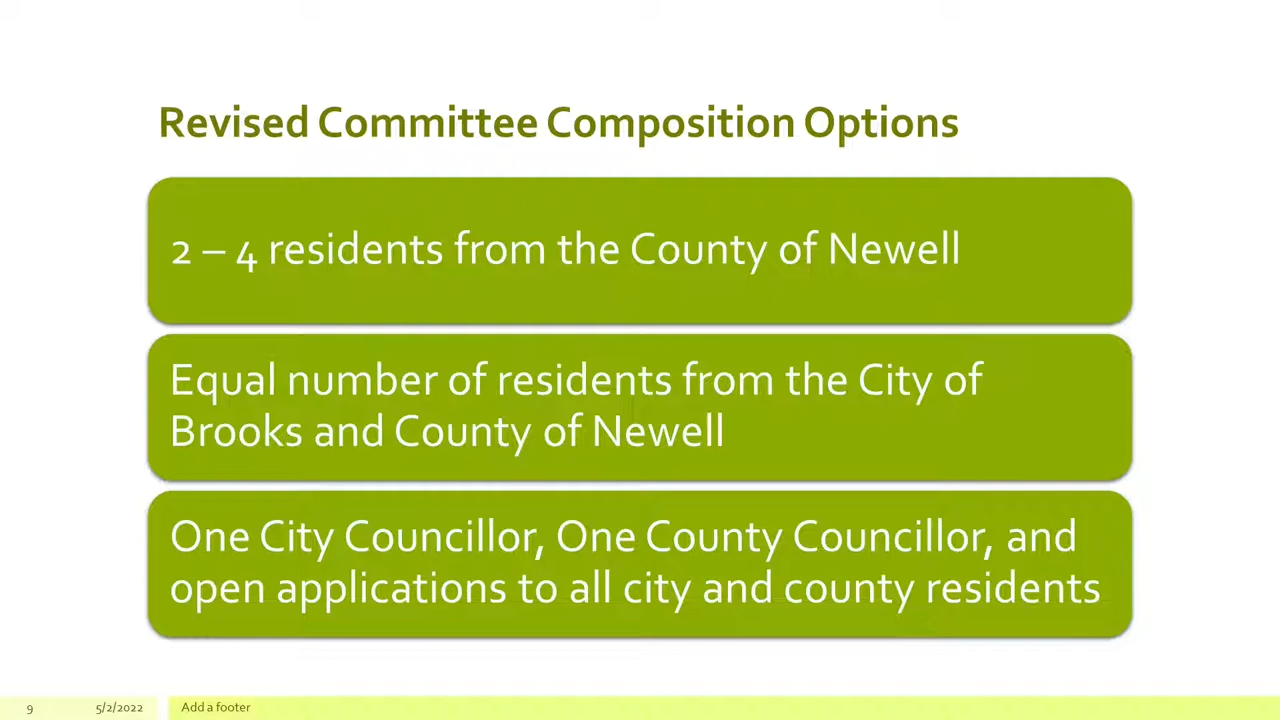 Revised Committee Composition Options
2 – 4 residents from the County of Newell
Equal number of residents from the City of
Brooks and County of Newell
One City Councillor, One County Councillor, and
open applications to all city and county residents
9 5/2/2022 Add a footer